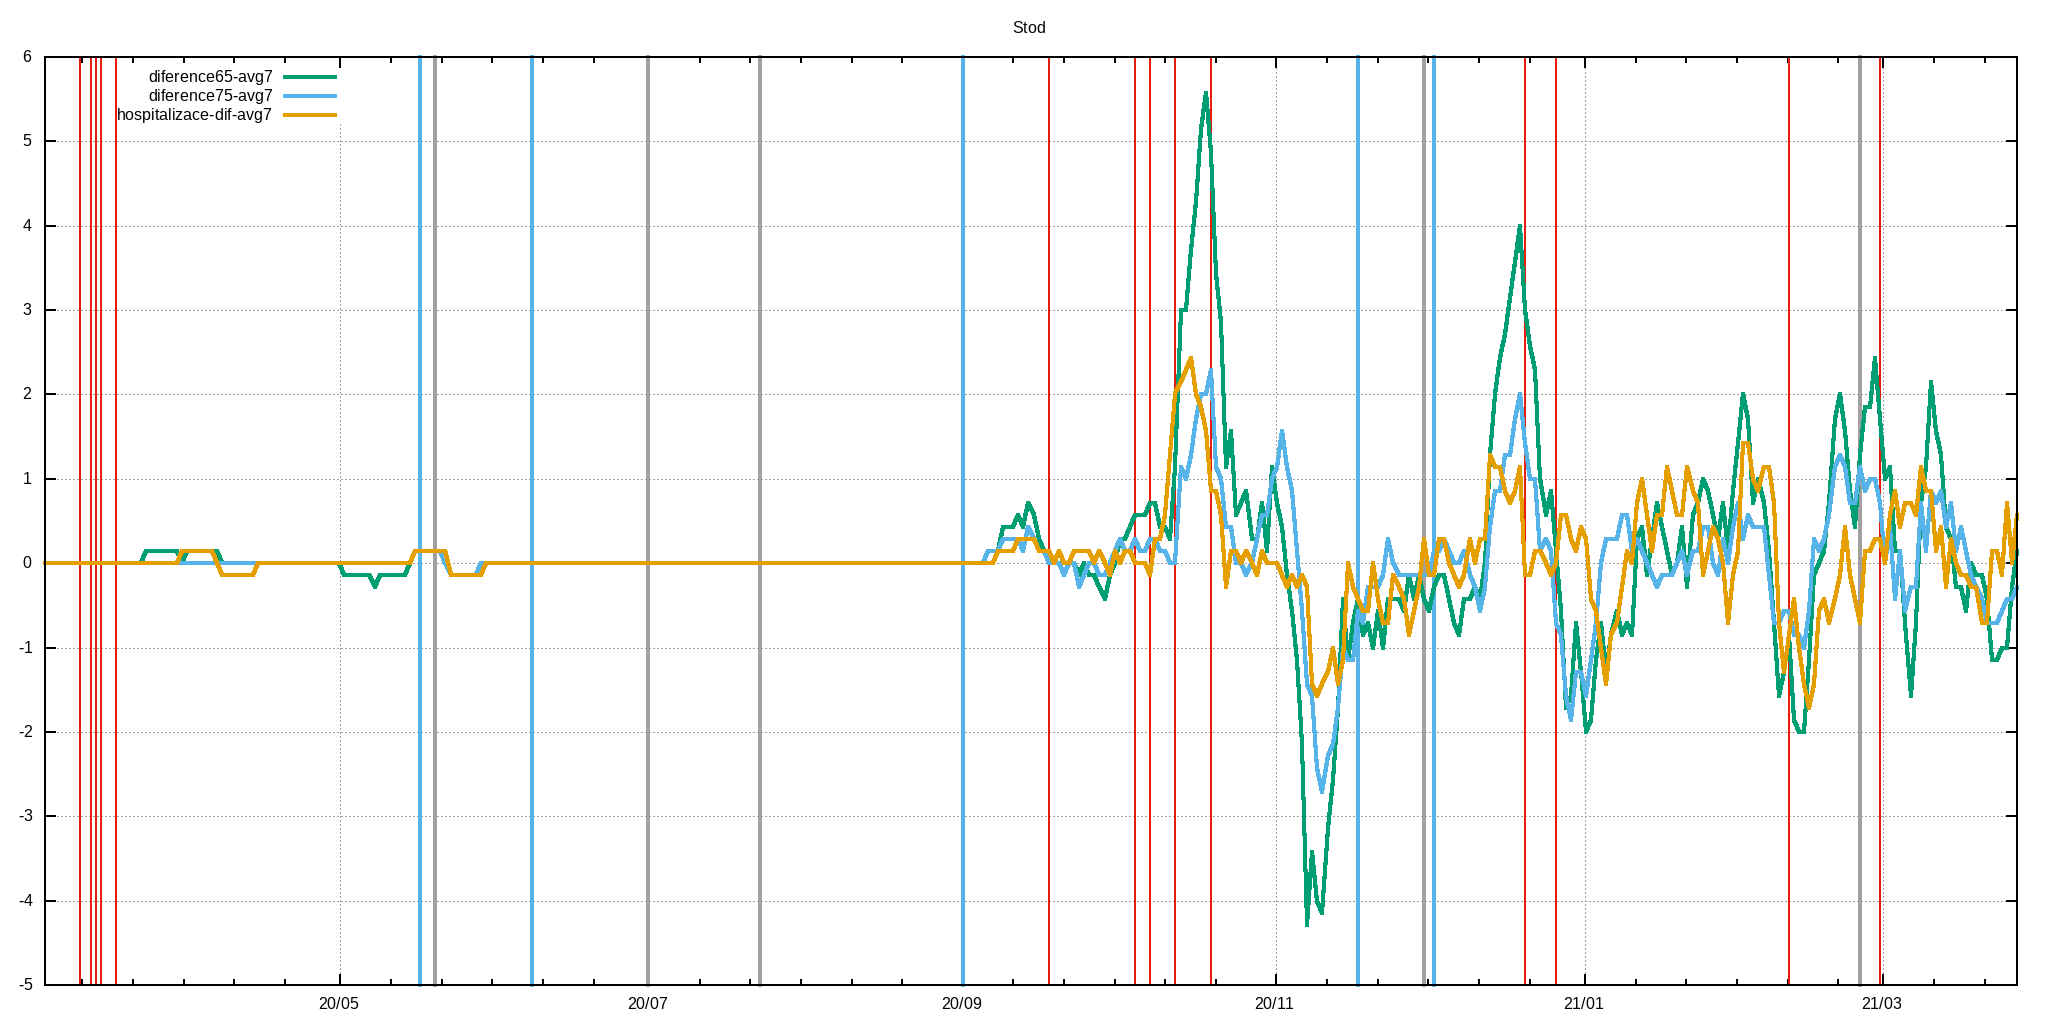 Stod
diference65-avg7
diference75-avg7
hospitalizace-dif-avg7
6
5
4
3
2
1
0
-1
-2
-3
-4
-5
20/05 20/07 20/09 20/11 21/01 21/03